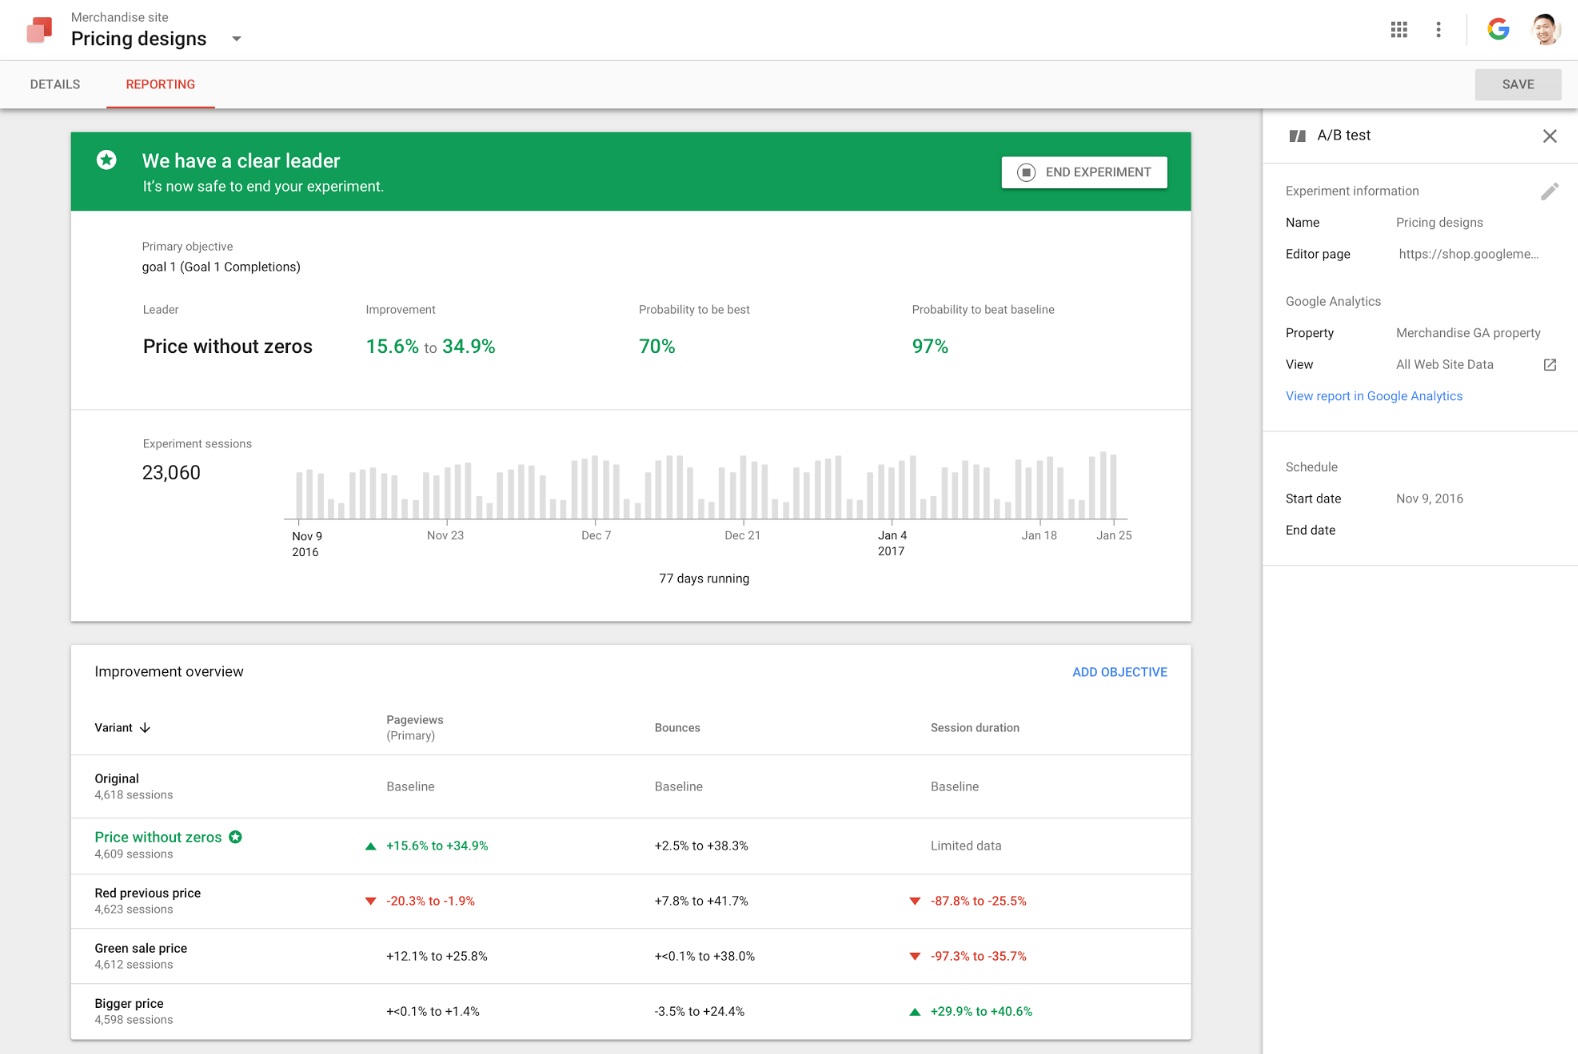 Merchandise site
Pricing designs
DETAILS
REPORTING
SAVE
We have a clear leader
It's now safe to end your experiment.
END EXPERIMENT
Primary objective
goal 1 (Goal 1 Completions)
Leader
Improvement
Probability to be best
Probability to beat baseline
Price without zeros
15.6% to 34.9%
70%
97%
Experiment sessions
23,060
Nov 9
2016
Nov 23
Dec 7
Dec 21
Jan 4
2017
Jan 18
Jan 25
77 days running
Improvement overview
ADD OBJECTIVE
Variant
Pageviews
(Primary)
Bounces
Session duration
Original
4,618 sessions
Baseline
Baseline
Baseline
Price without zeros
4,609 sessions
+15.6% to +34.9%
+2.5% to +38.3%
Limited data
Red previous price
4,623 sessions
-20.3% to -1.9%
+7.8% to +41.7%
-87.8% to -25.5%
Green sale price
4,612 sessions
+12.1% to +25.8%
+<0.1% to +38.0%
-97.3% to -35.7%
Bigger price
4,598 sessions
+<0.1% to +1.4%
-3.5% to +24.4%
+29.9% to +40.6%
A/B test
Experiment information
Name
Pricing designs
Editor page
https://shop.googleme...
Google Analytics
Property
Merchandise GA property
View
All Web Site Data
View report in Google Analytics
Schedule
Start date
Nov 9, 2016
End date